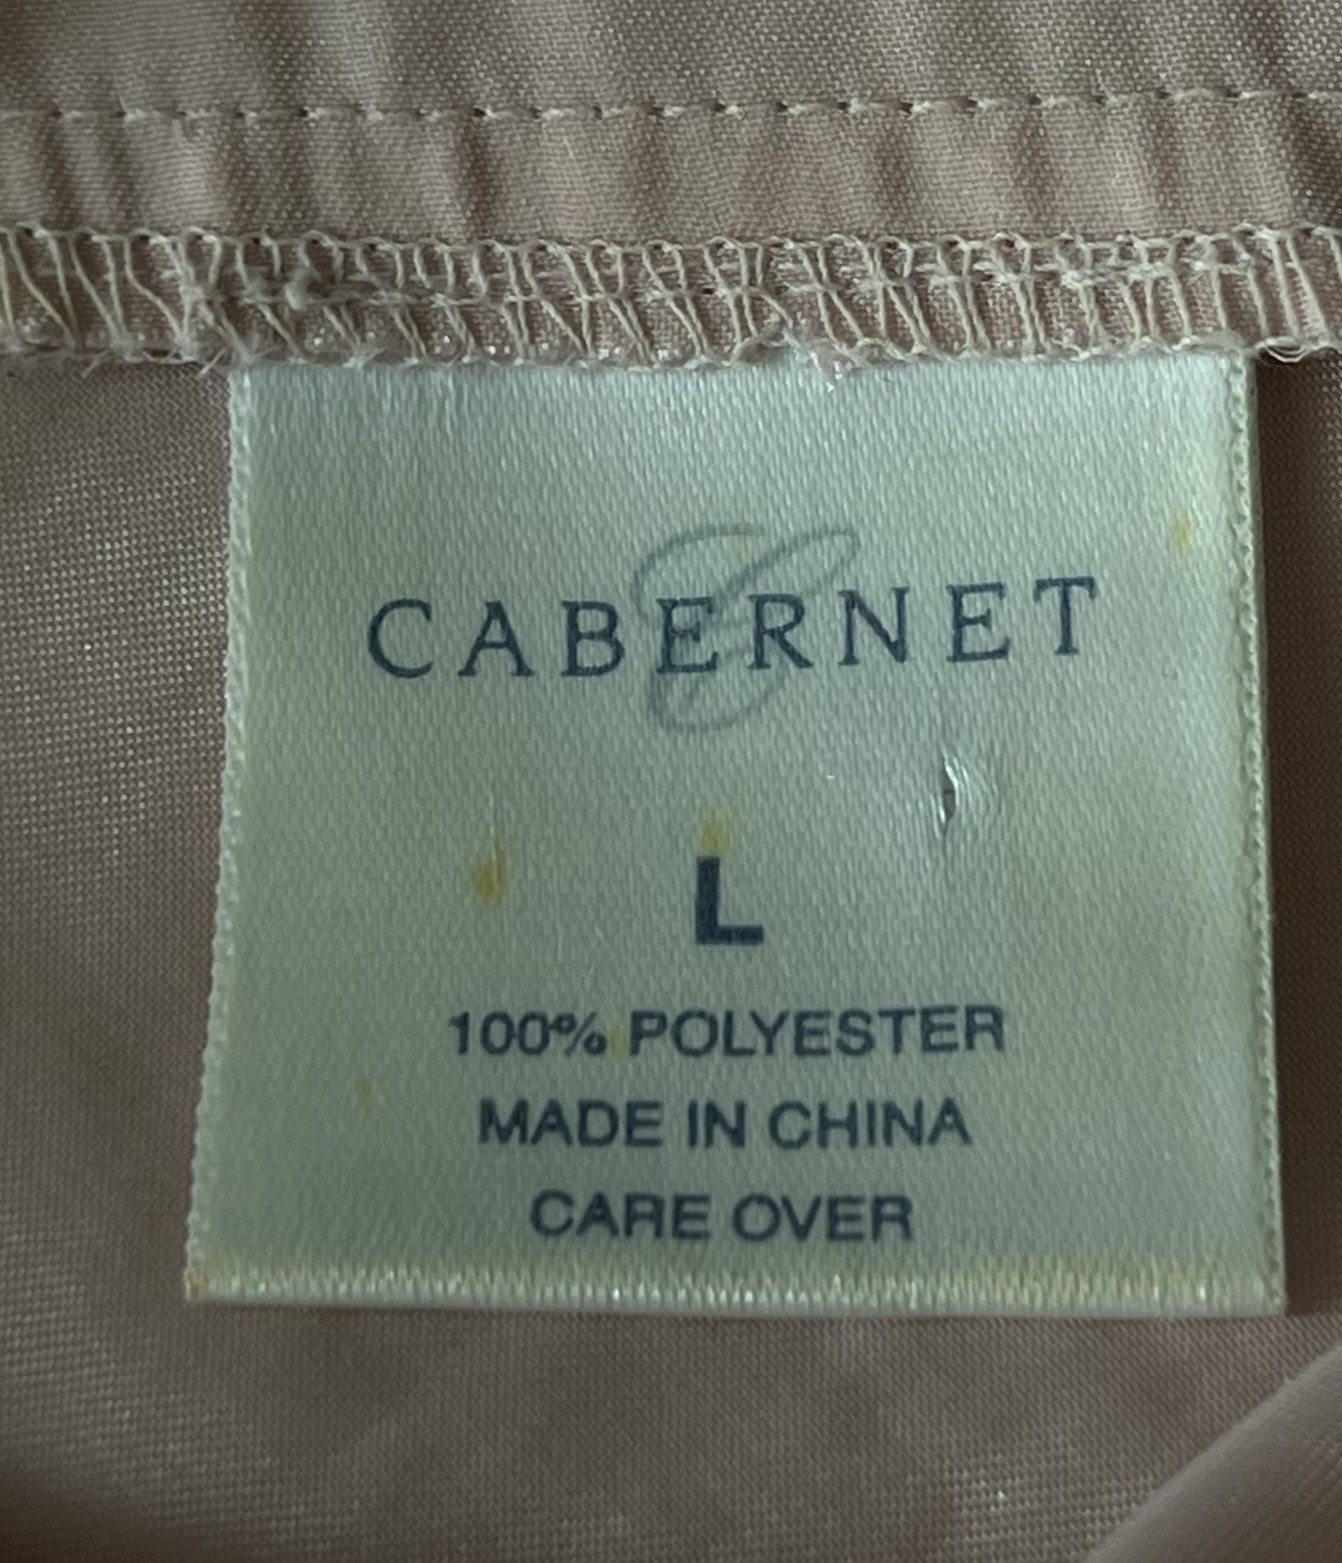 CABERNET
L
100% POLYESTER
MADE IN CHINA
CARE OVER